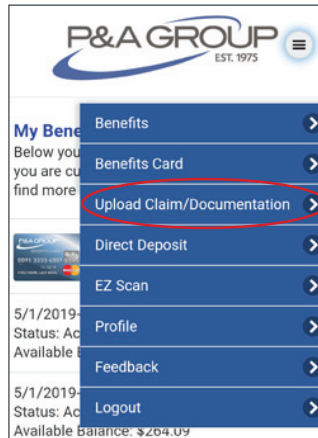 P&A GROUP
EST. 1975
My Bene
Below you
you are cu
find more
Benefits
Benefits Card
Upload Claim/Documentation
Direct Deposit
EZ Scan
Profile
Feedback
Logout
P&A GROUP
5/1/2019-
Status: Ac
Available B
5/1/2019-
Status: Ac
Available Balance: $264.09